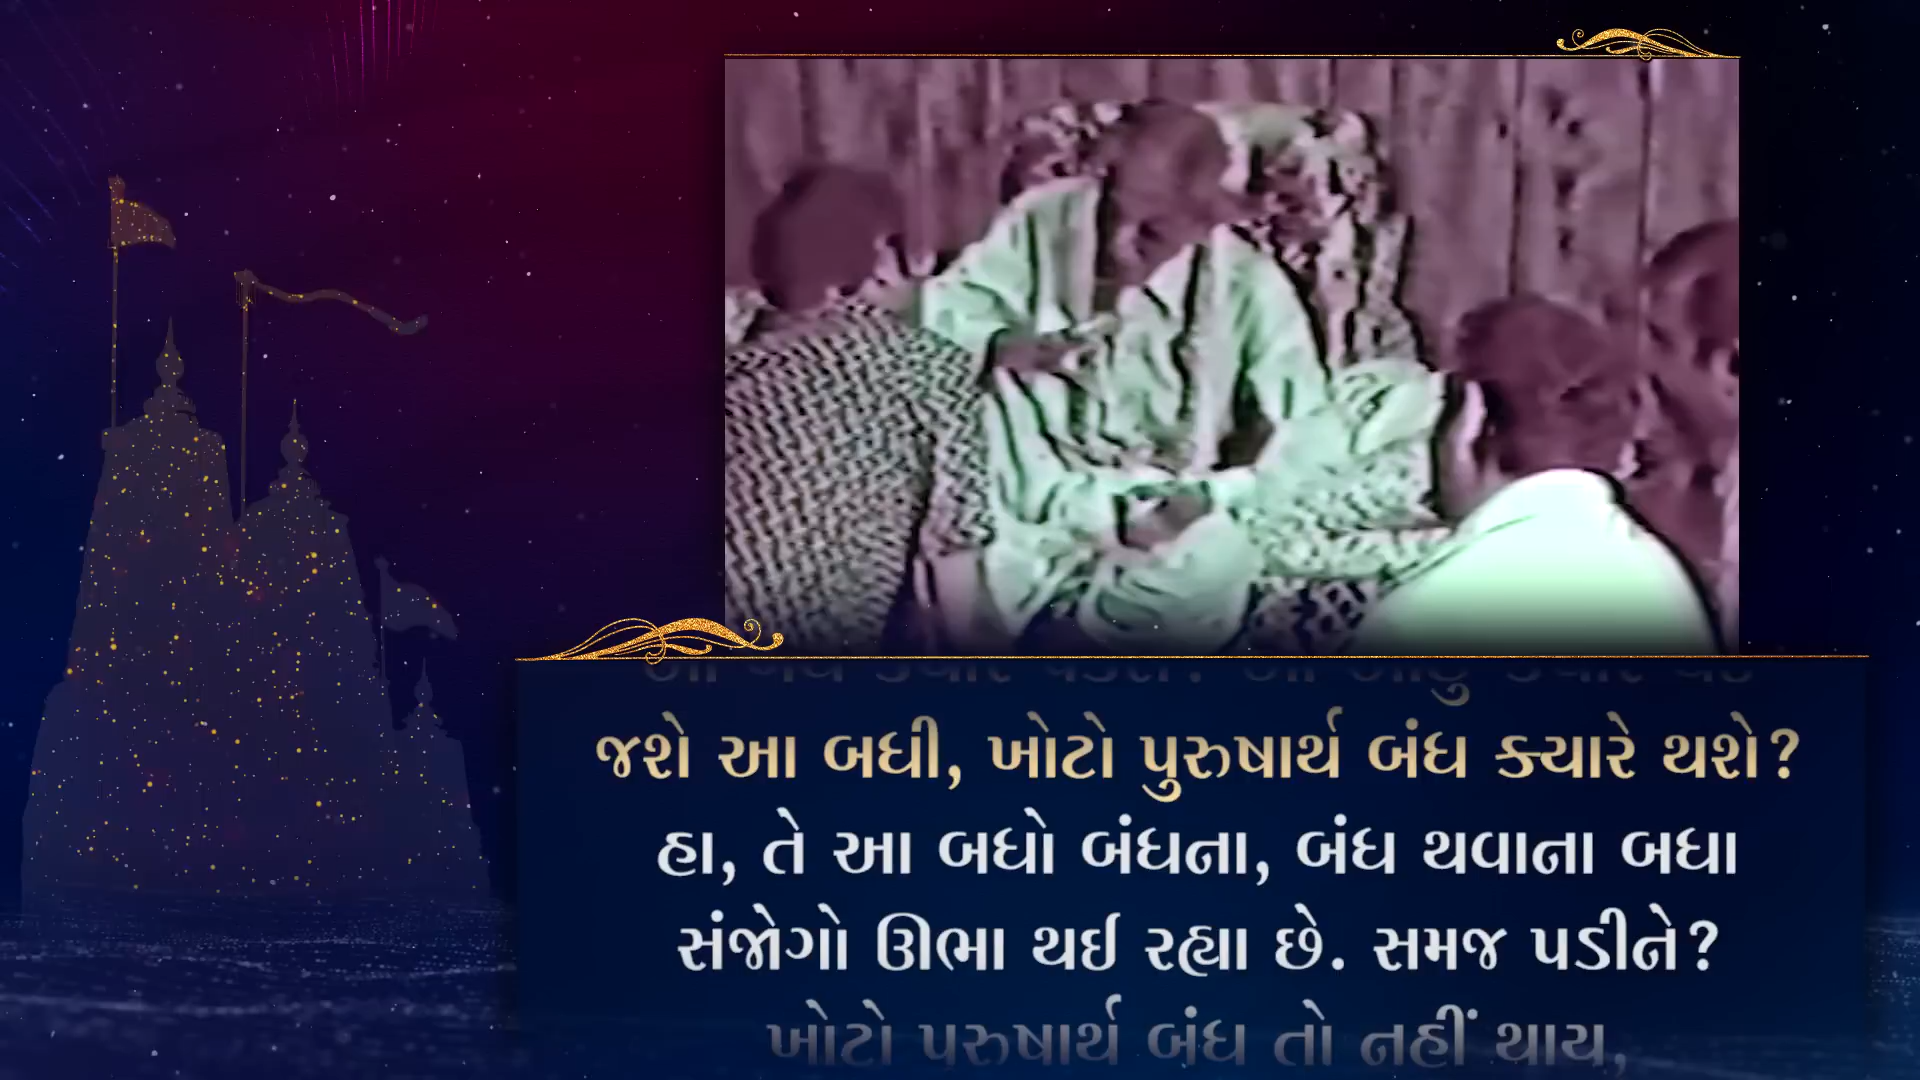 જશે આ બધી, ખોટો પુરુષાર્થ બંધ ક્યારે થશે?
હા, તે આ બધો બંધના, બંધ થવાના બધા
સંજોગો ઊભા થઈ રહ્યા છે. સમજ પડીને?
ખોટો પુરુષાર્થ બંધ તો નહીં થાય,